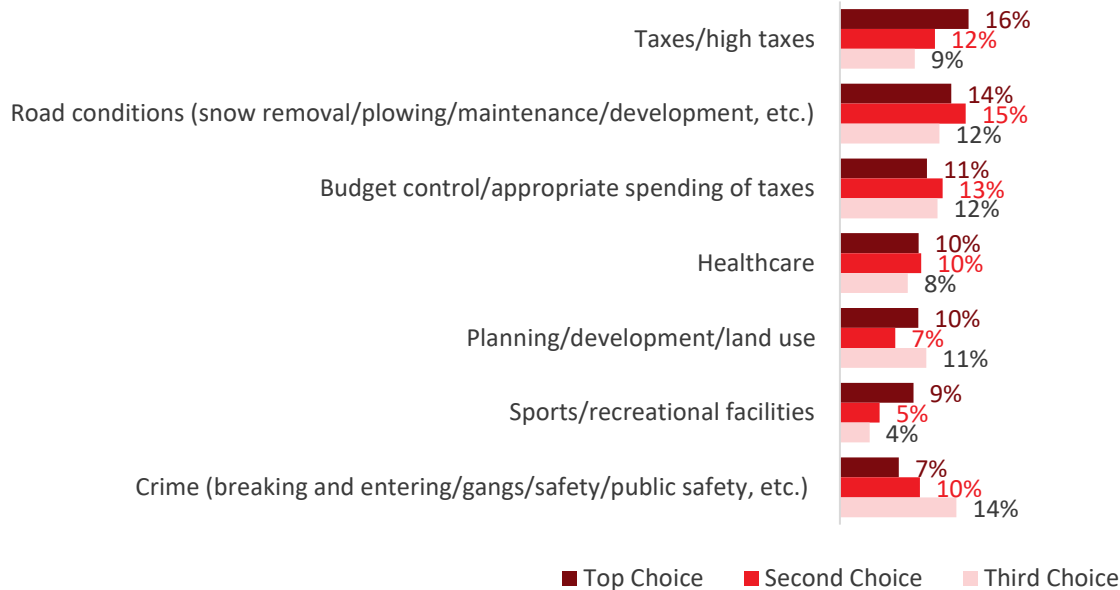 Taxes/high taxes
16%
12%
9%
Road conditions (snow removal/plowing/maintenance/development, etc.)
14%
15%
12%
Budget control/appropriate spending of taxes
11%
13%
12%
Healthcare
10%
10%
8%
Planning/development/land use
10%
7%
11%
Sports/recreational facilities
9%
5%
4%
Crime (breaking and entering/gangs/safety/public safety, etc.)
7%
10%
14%
Top Choice Second Choice Third Choice